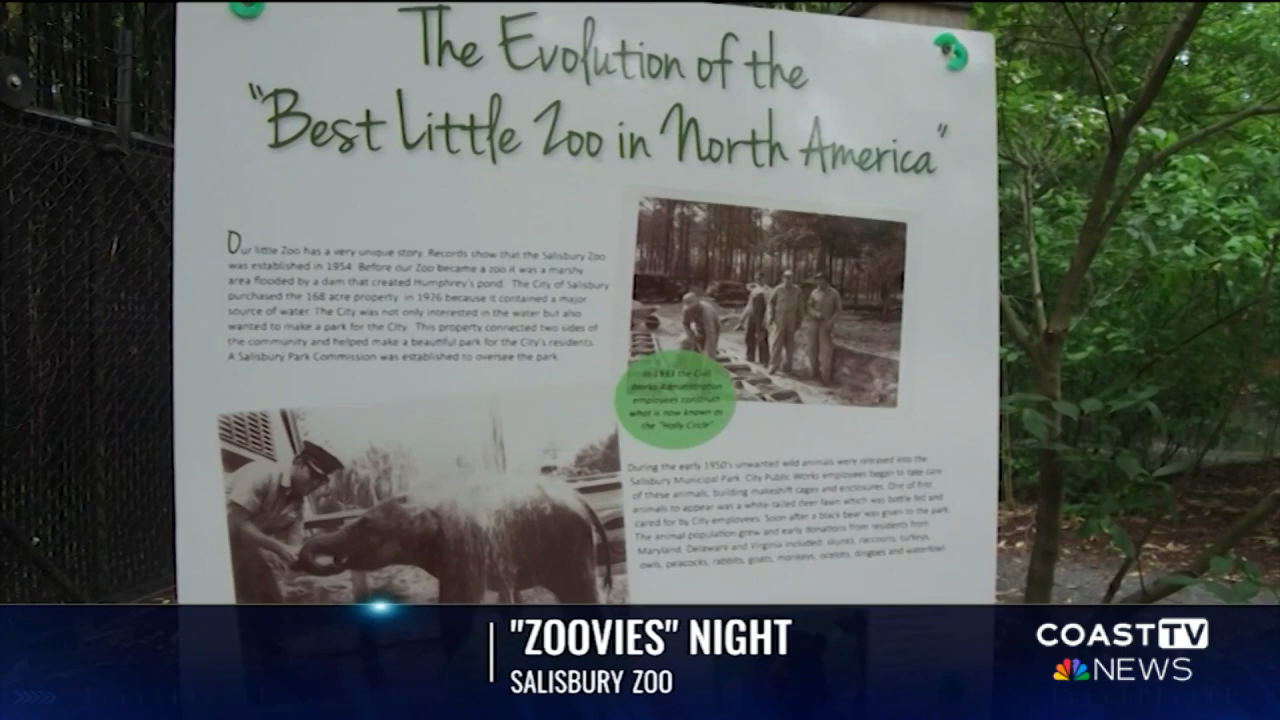 The Evolution of the
"Best Little Zoo in North America"
Our little Zoo has a very unique story. Records show that the Salisbury Zoo
was established in 1954. Before our Zoo became a zoo it was a marshy
area flooded by a dam that created Humphrey's pond. The City of Salisbury
purchased the 168 acre property in 1926 because it contained a major
source of water. The City was not only interested in the water but also
wanted to make a park for the City. This property connected two sides of
the community and helped make a beautiful park for the City's residents.
A Salisbury Park Commission was established to oversee the park.
In 1933 the Civil
Works Administration
employees construct
what is now known as
the "Holly Circle"
During the early 1950's unwanted wild animals were released into the
Salisbury Municipal Park. City Public Works employees began to take care
of these animals, building makeshift cages and enclosures. One of first
animals to appear was a white-tailed deer fawn which was bottle fed and
cared for by City employees. Soon after a black bear was given to the park.
The animal population grew and early donations from residents from
Maryland, Delaware and Virginia included: skunks, raccoons, turkeys,
owls, peacocks, rabbits, goats, monkeys, ocelots, dingoes and waterfowl
"ZOOVIES" NIGHT
SALISBURY ZOO
COAST TV
NEWS